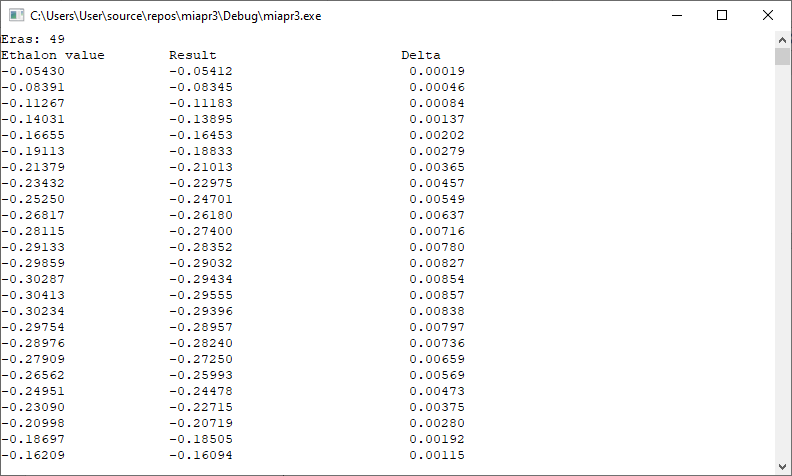 C:\Users\User\source\repos\miapr3\Debug\miapr3.exe
Eras: 49
Ethalon value Result Delta
-0.05430 -0.05412 0.00019
-0.08391 -0.08345 0.00046
-0.11267 -0.11183 0.00084
-0.14031 -0.13895 0.00137
-0.16655 -0.16453 0.00202
-0.19113 -0.18833 0.00279
-0.21379 -0.21013 0.00365
-0.23432 -0.22975 0.00457
-0.25250 -0.24701 0.00549
-0.26817 -0.26180 0.00637
-0.28115 -0.27400 0.00716
-0.29133 -0.28352 0.00780
-0.29859 -0.29032 0.00827
-0.30287 -0.29434 0.00854
-0.30413 -0.29555 0.00857
-0.30234 -0.29396 0.00838
-0.29754 -0.28957 0.00797
-0.28976 -0.28240 0.00736
-0.27909 -0.27250 0.00659
-0.26562 -0.25993 0.00569
-0.24951 -0.24478 0.00473
-0.23090 -0.22715 0.00375
-0.20998 -0.20719 0.00280
-0.18697 -0.18505 0.00192
-0.16209 -0.16094 0.00115